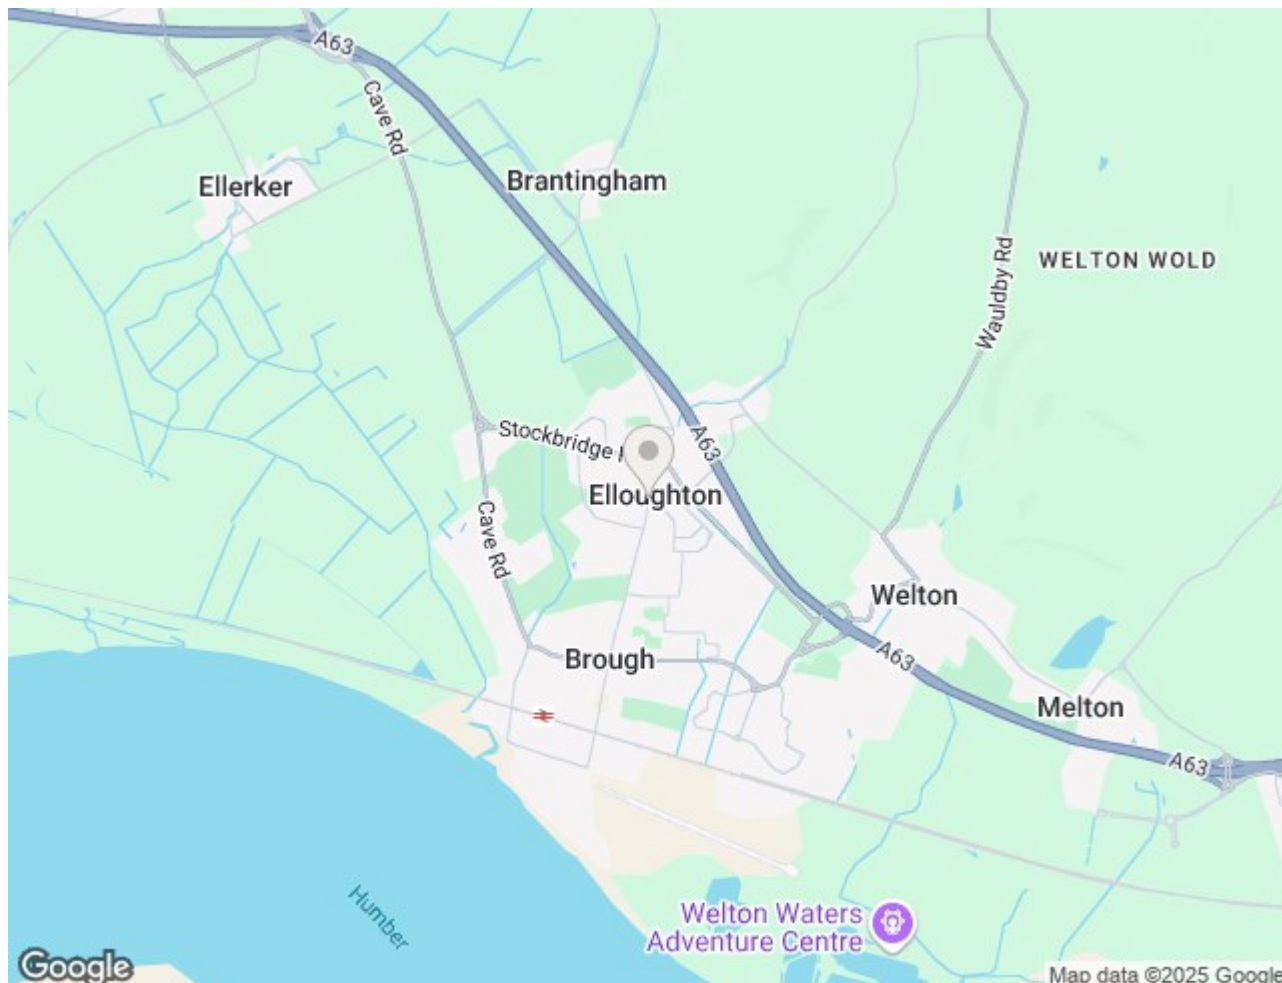 A63
Cave Rd
Ellerker
Brantingham
WELTON WOLD
Wauldby Rd
Stockbridge
A63
Elloughton
Cave Rd
Welton
Brough
A63
Melton
A63
Humber
Welton Waters
Adventure Centre
Google
Map data ©2025 Google